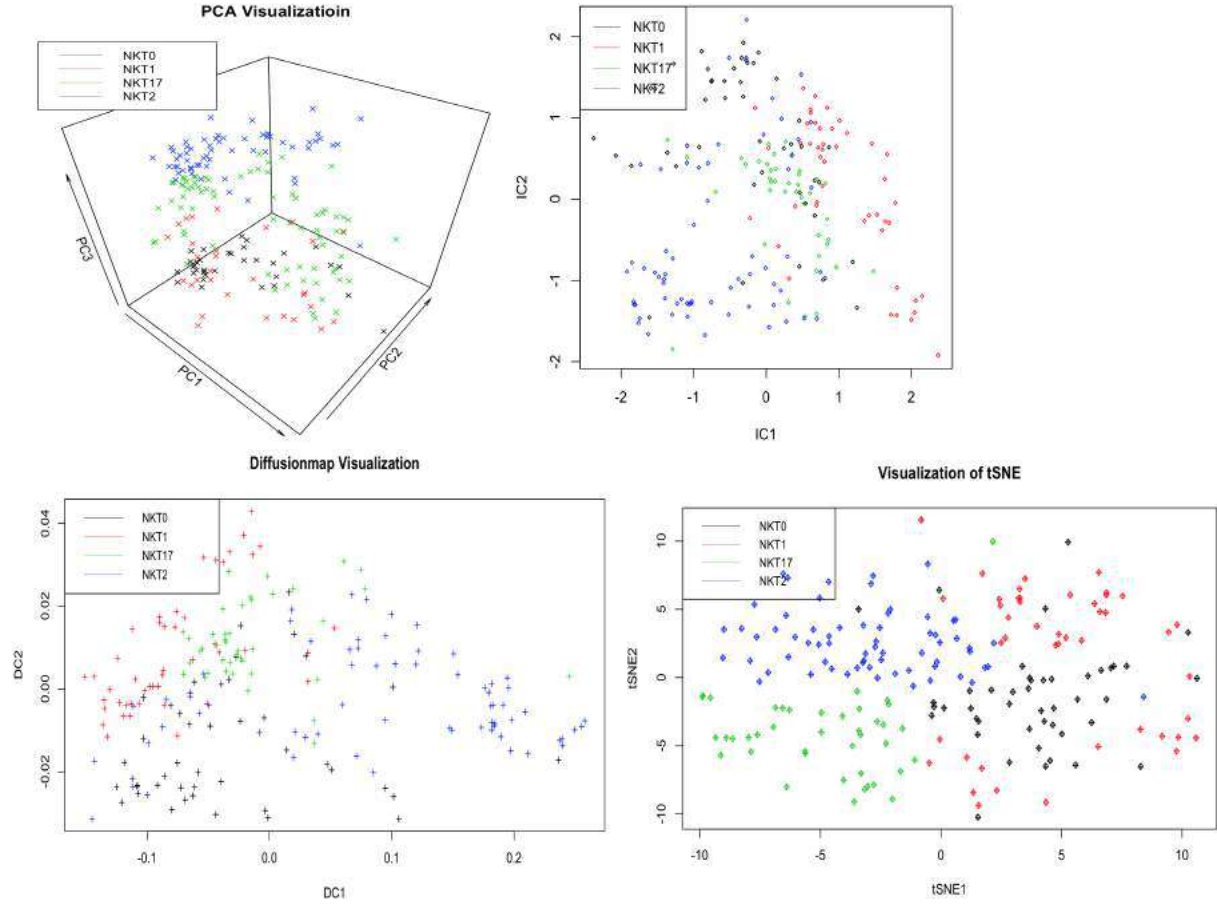 PCA Visualizatioin
NKT0
NKT1
NKT17
NKT2
PC3
PC1
PC2
NKT0
NKT1
NKT17
NKT2
2
1
0
-1
-2
IC2
-2
-1
0
1
2
IC1
Diffusionmap Visualization
NKT0
NKT1
NKT17
NKT2
0.04
0.02
0.00
-0.02
DC2
-0.1
0.0
0.1
0.2
DC1
Visualization of tSNE
NKT0
NKT1
NKT17
NKT2
10
5
0
-5
-10
tSNE2
-10
-5
0
5
10
tSNE1